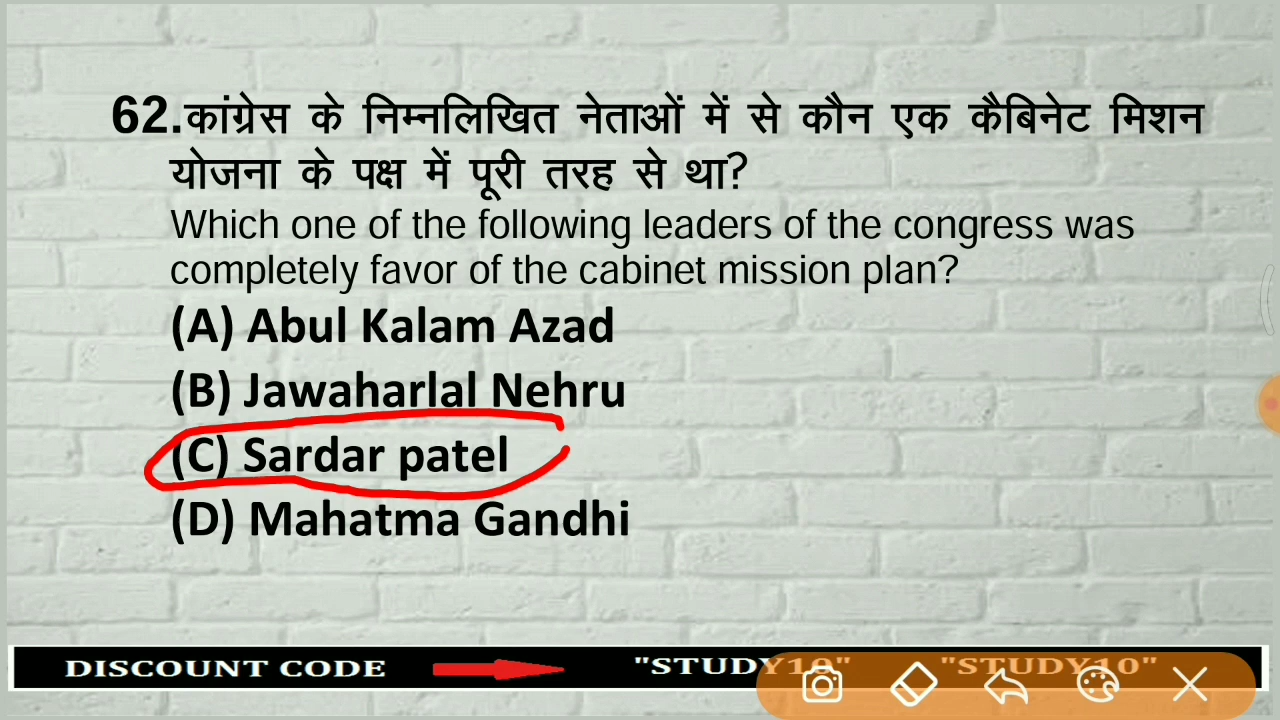 62.कांग्रेस के निम्नलिखित नेताओं में से कौन एक कैबिनेट मिशन
योजना के पक्ष में पूरी तरह से था?
Which one of the following leaders of the congress was
completely favor of the cabinet mission plan?
(A) Abul Kalam Azad
(B) Jawaharlal Nehru
(C) Sardar patel
(D) Mahatma Gandhi
DISCOUNT CODE "STUDY10" "STUDY10"